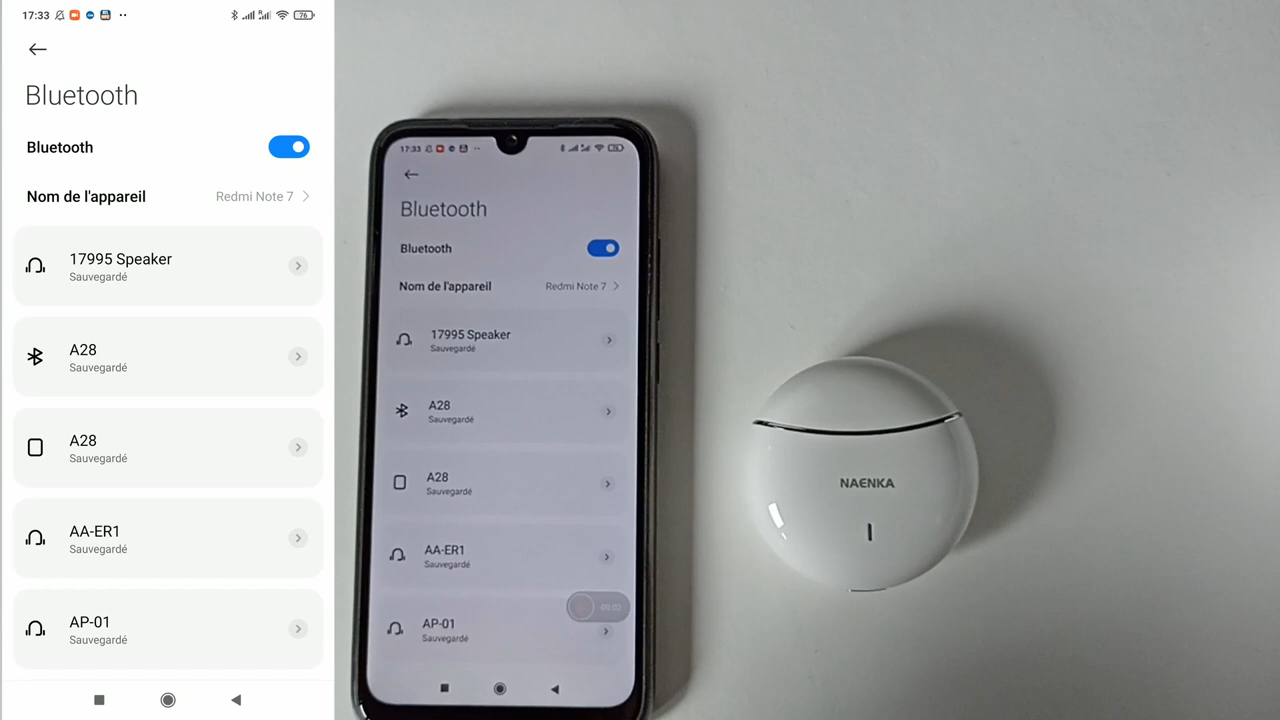 17:33
76
Bluetooth
Bluetooth
Nom de l'appareil
Redmi Note 7
17995 Speaker
Sauvegardé
A28
Sauvegardé
A28
Sauvegardé
AA-ER1
Sauvegardé
AP-01
Sauvegardé
17:33
Bluetooth
Bluetooth
Nom de l'appareil
Redmi Note 7
17995 Speaker
Sauvegardé
A28
Sauvegardé
A28
Sauvegardé
AA-ER1
Sauvegardé
AP-01
Sauvegardé
NAENKA